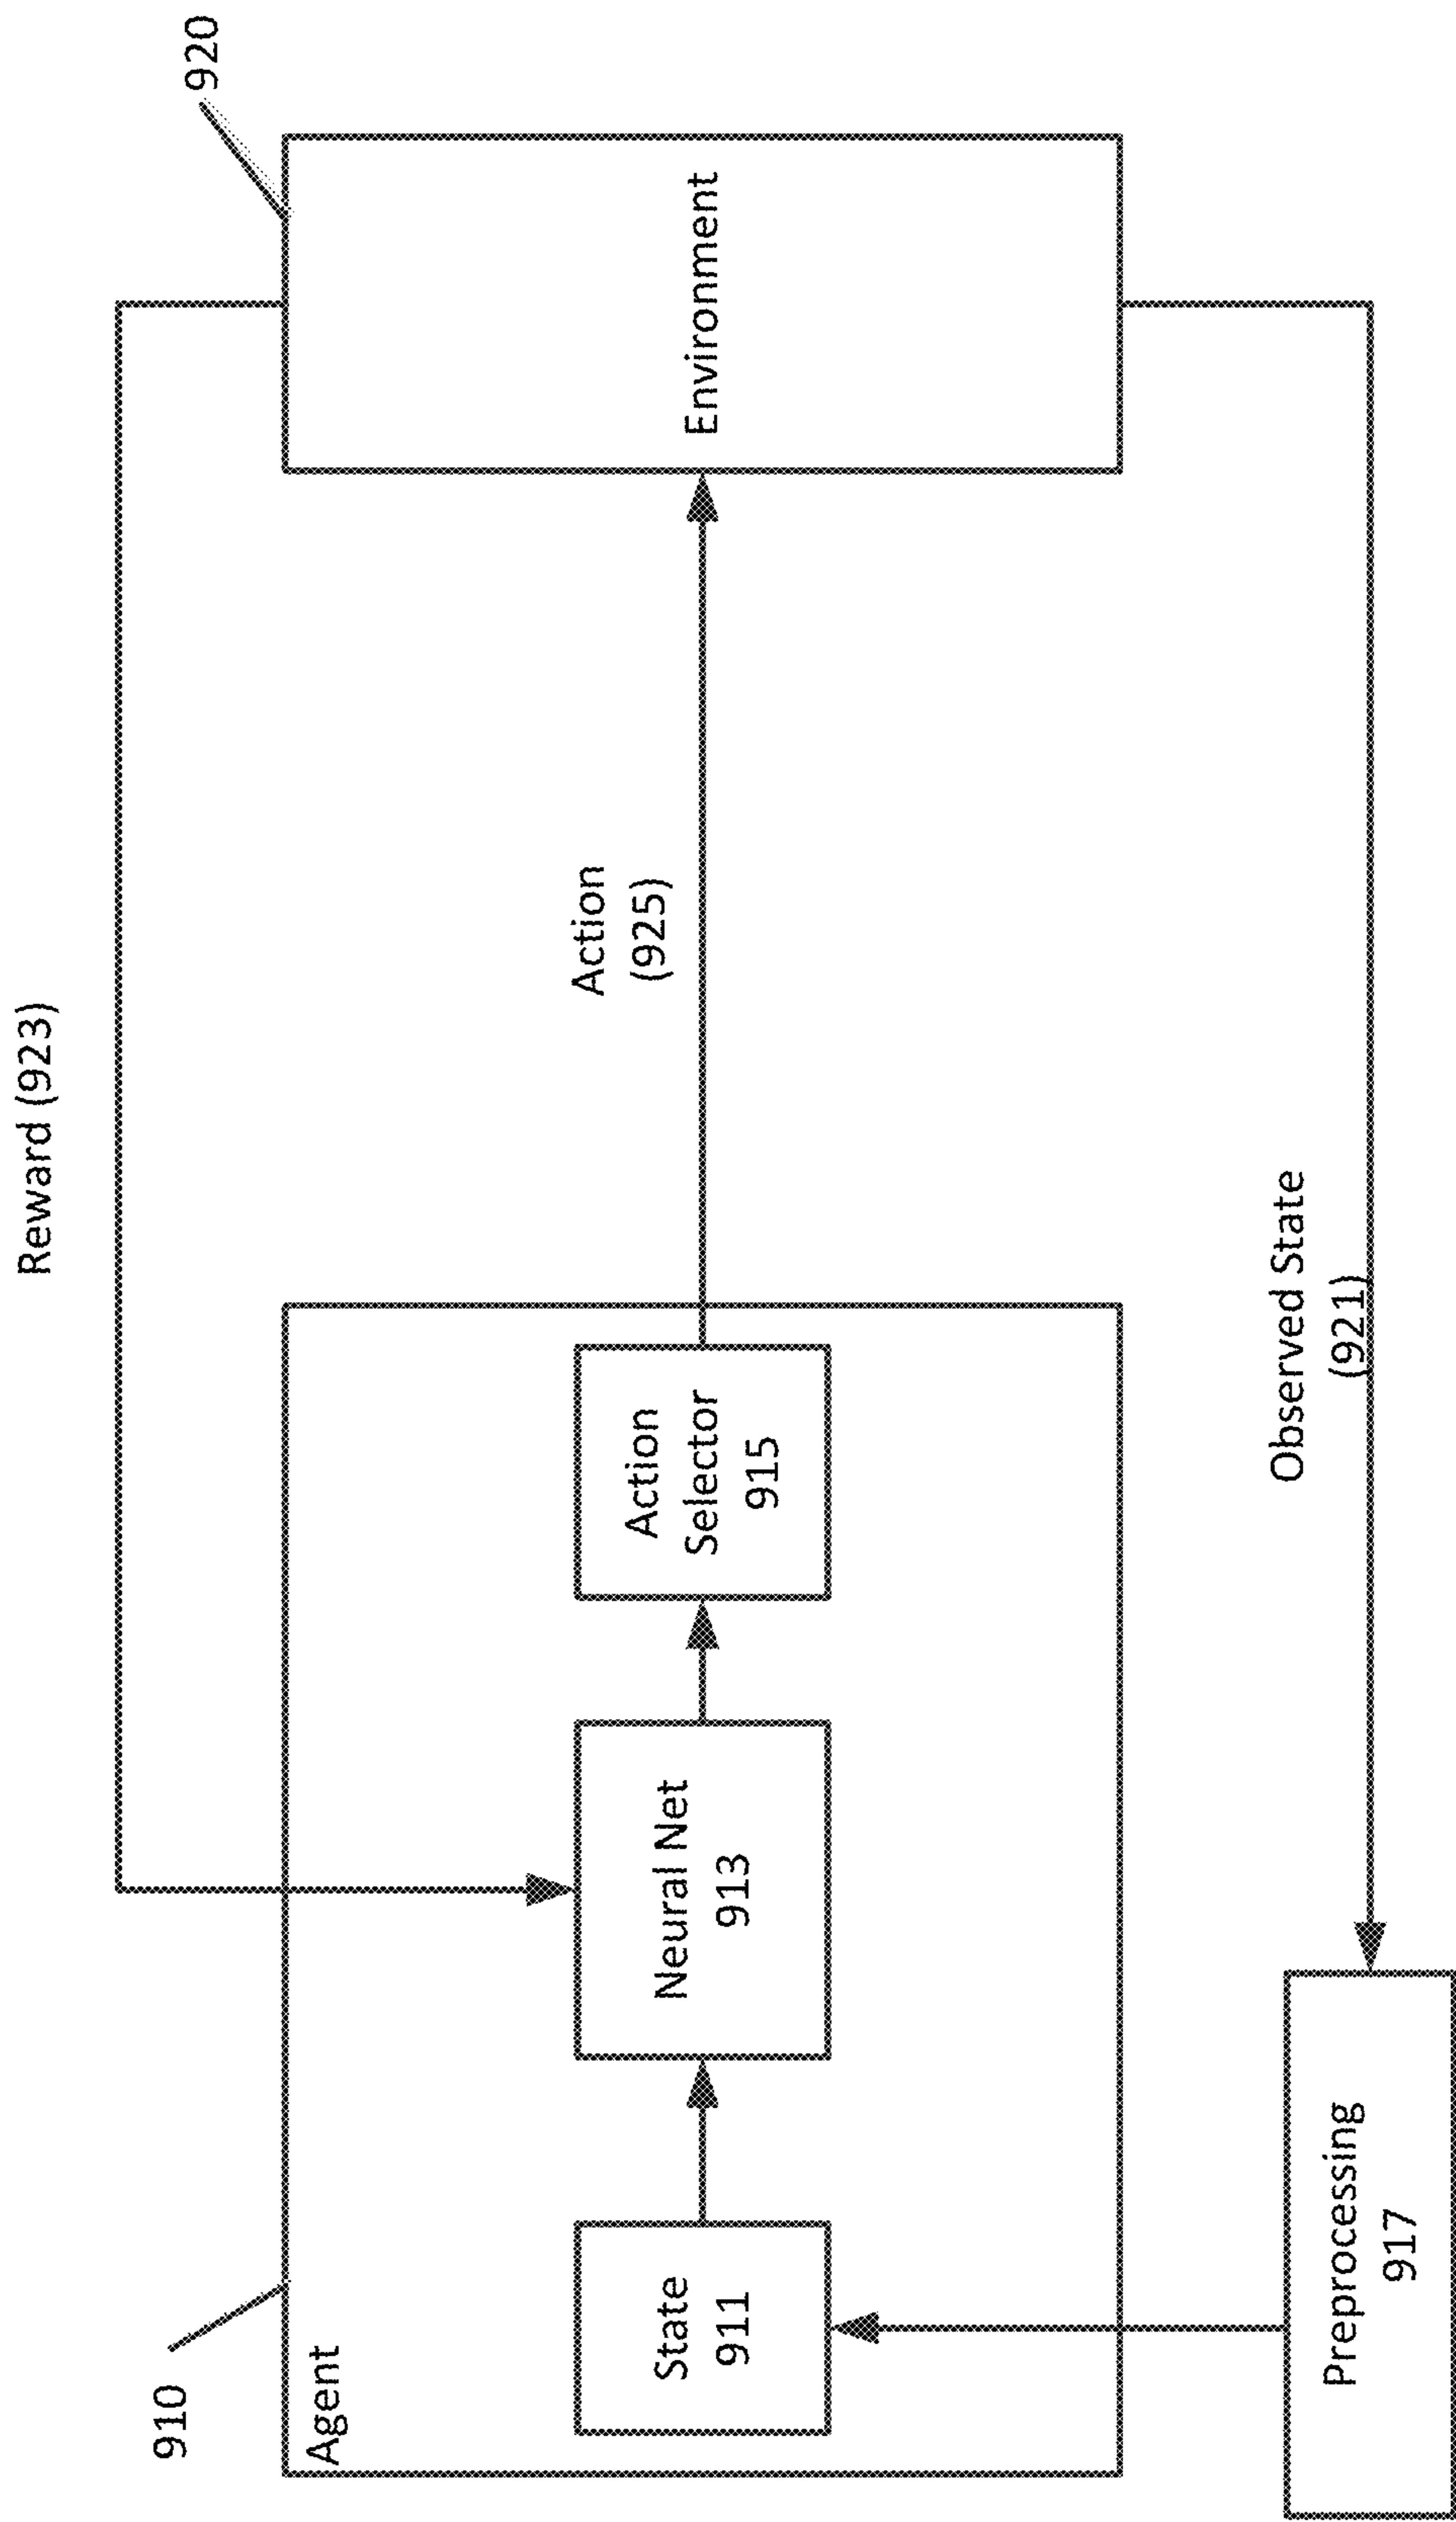 Reward (923)
920
910
Agent
State
911
Neural Net
913
Action
Selector
915
Action
(925)
Environment
Observed State
(921)
Preprocessing
917